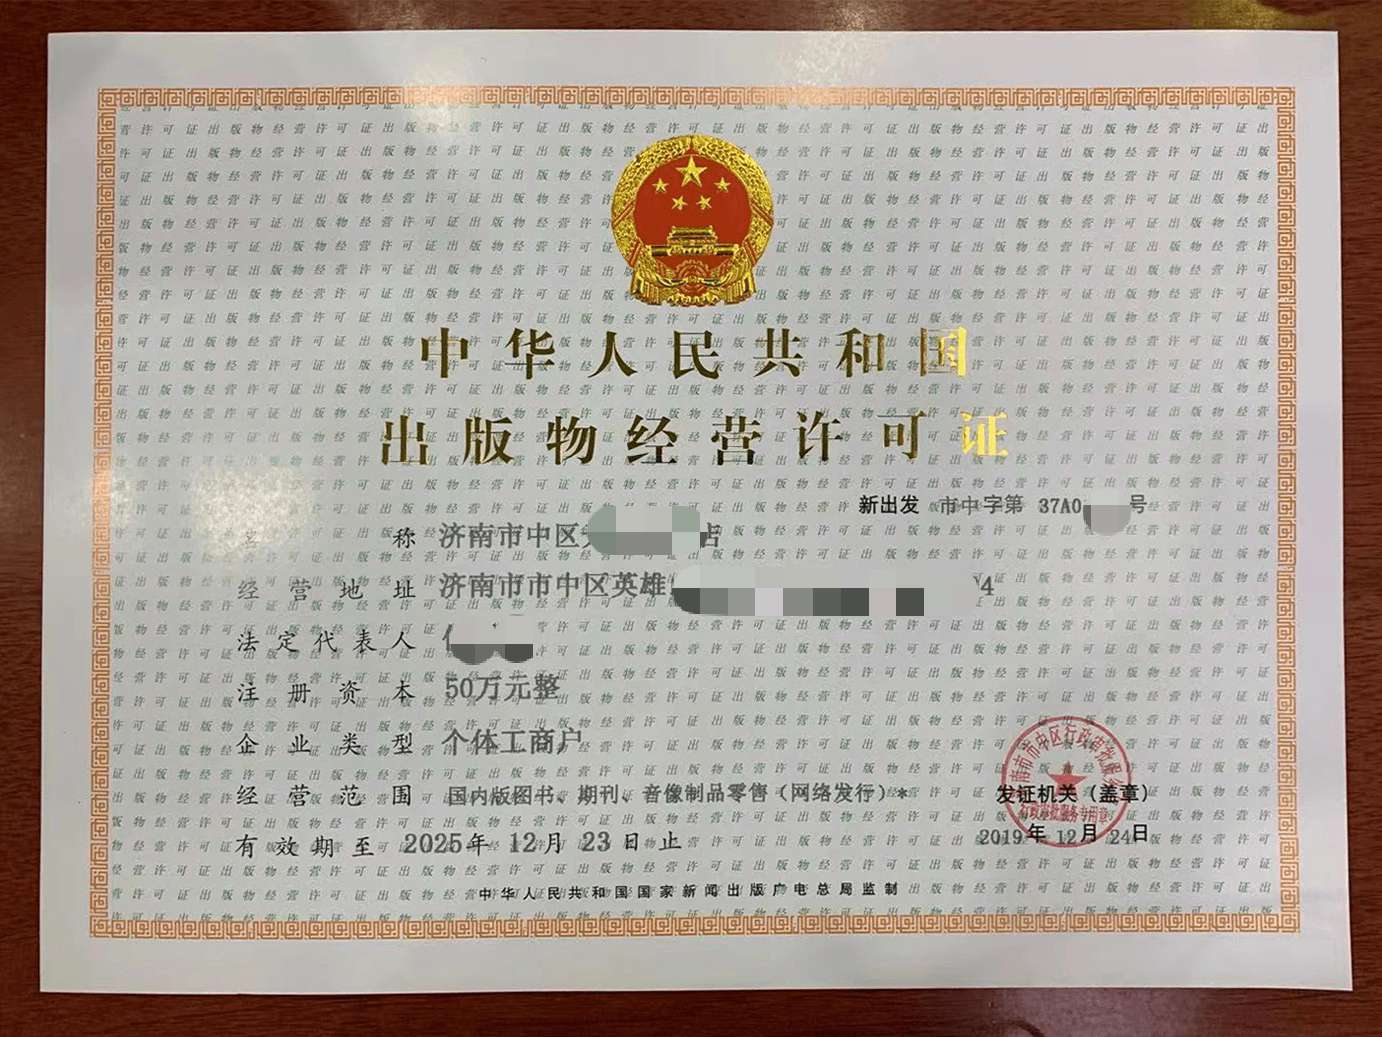 中华人民共和国
出版物经营许可证
新出发 市中字第 37A0 号
名 称 济南市中区 店
经营地址 济南市市中区英雄 4
法定代表人
注册资本 50万元整
企业类型 个体工商户
经营范围 国内版图书、期刊、音像制品零售(网络发行)*
有效期至 2025年 12月 23日止
发证机关(盖章)
2019年 12月 24日
中华人民共和国国家新闻出版广电总局监制